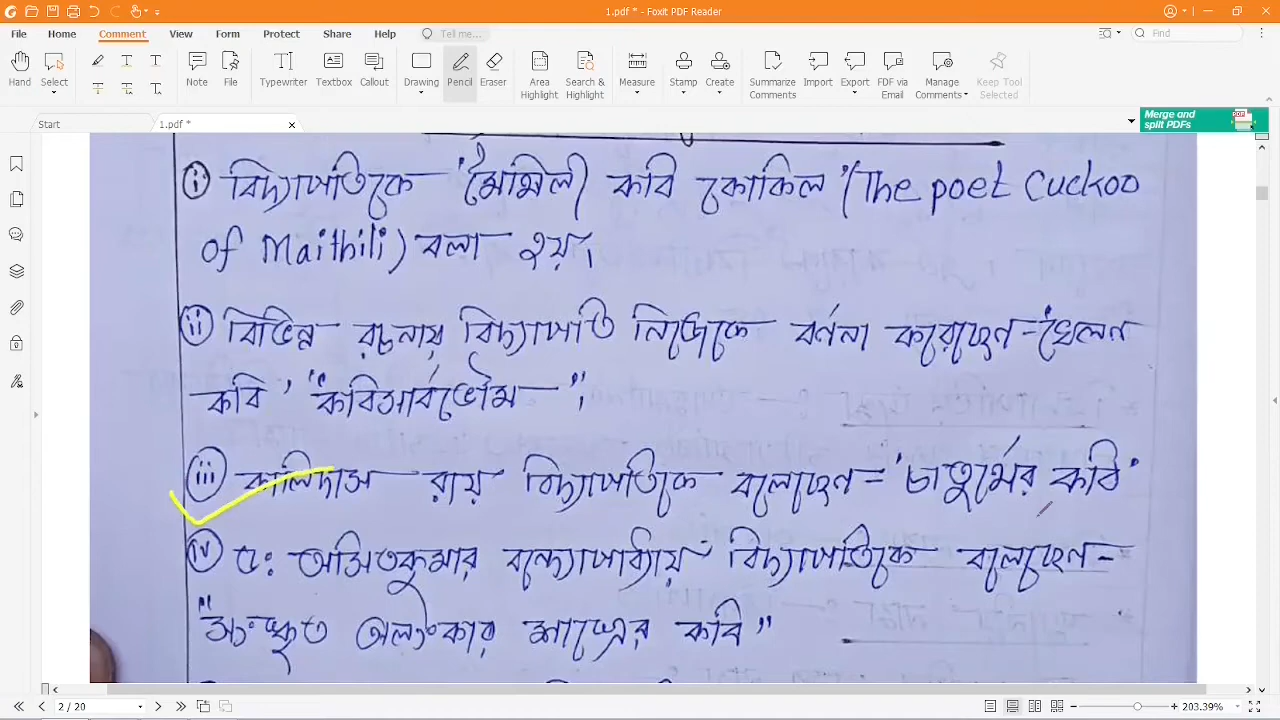 1.pdf * - Foxit PDF Reader
File Home Comment View Form Protect Share Help Tell me... Find
Hand Select Note File Typewriter Textbox Callout Drawing Pencil Eraser Area Highlight Search & Highlight Measure Stamp Create Summarize Comments Import Export FDF via Email Manage Comments Keep Tool Selected
Start 1.pdf * Merge and split PDFs
(i) বিদ্যাপতিকে 'মৈথিলী কবি কোকিল' (The poet Cuckoo
of Maithili) বলা হয়।
(ii) বিভিন্ন রচনায় বিদ্যাপতি নিজেকে বর্ণনা করেছেন - 'খেলন
কবি' "কবিসার্বভৌম"।
(iii) কালিদাস রায় বিদ্যাপতিকে বলেছেন = 'চাতুর্যের কবি'
(iv) ড: অসিতকুমার বন্দ্যোপাধ্যায় বিদ্যাপতিকে বলেছেন -
"সংস্কৃত অলংকার শাস্ত্রের কবি"
2 / 20 203.39%